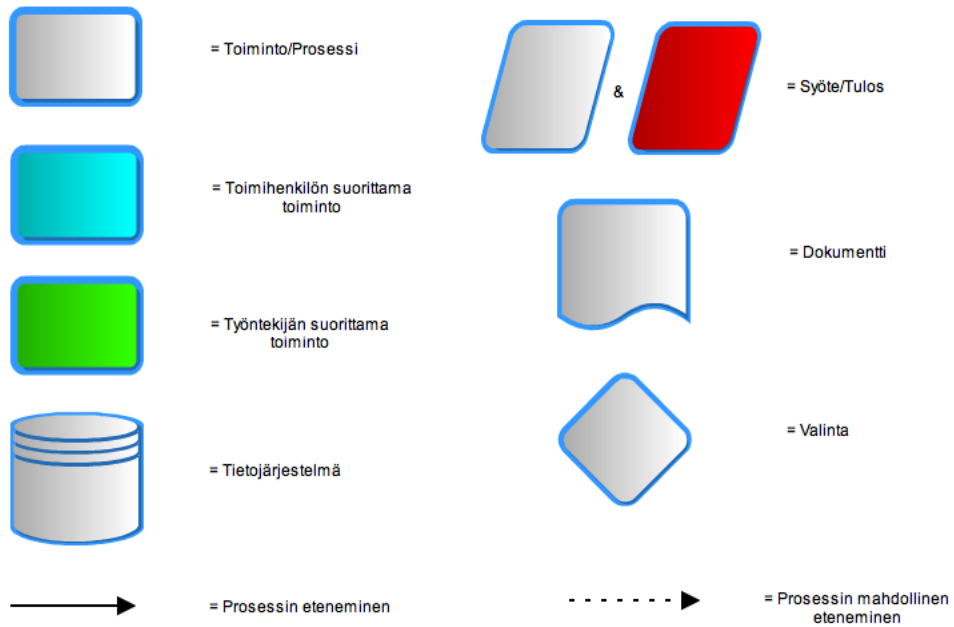 = Toiminto/Prosessi
= Toimihenkilön suorittama
toiminto
= Työntekijän suorittama
toiminto
= Tietojärjestelmä
= Prosessin eteneminen
&
= Syöte/Tulos
= Dokumentti
= Valinta
= Prosessin mahdollinen
eteneminen